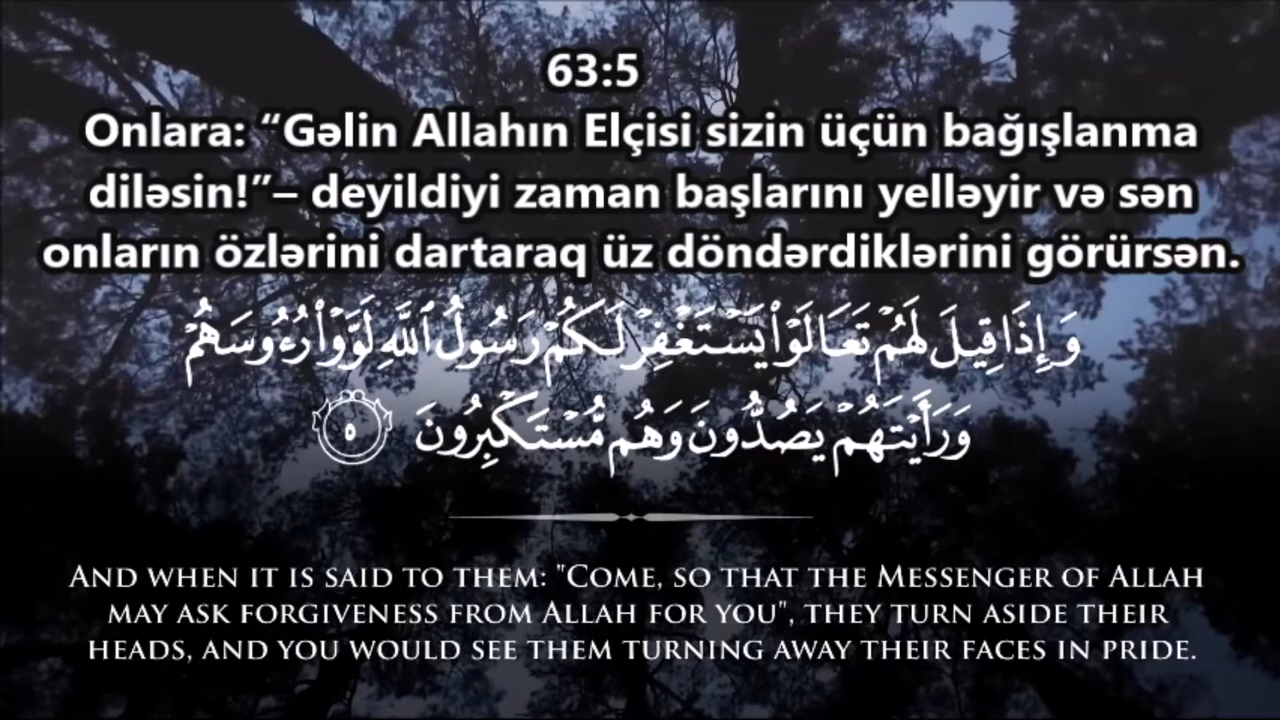 63:5
Onlara: “Gəlin Allahın Elçisi sizin üçün bağışlanma
diləsin!”– deyildiyi zaman başlarını yelləyir və sən
onların özlərini dartaraq üz döndərdiklərini görürsən.
وَإِذَا قِيلَ لَهُمْ تَعَالَوْا۟ يَسْتَغْفِرْ لَكُمْ رَسُولُ ٱللَّهِ لَوَّوْا۟ رُءُوسَهُمْ
وَرَأَيْتَهُمْ يَصُدُّونَ وَهُم مُّسْتَكْبِرُونَ ٥
And when it is said to them: "Come, so that the Messenger of Allah
may ask forgiveness from Allah for you", they turn aside their
heads, and you would see them turning away their faces in pride.